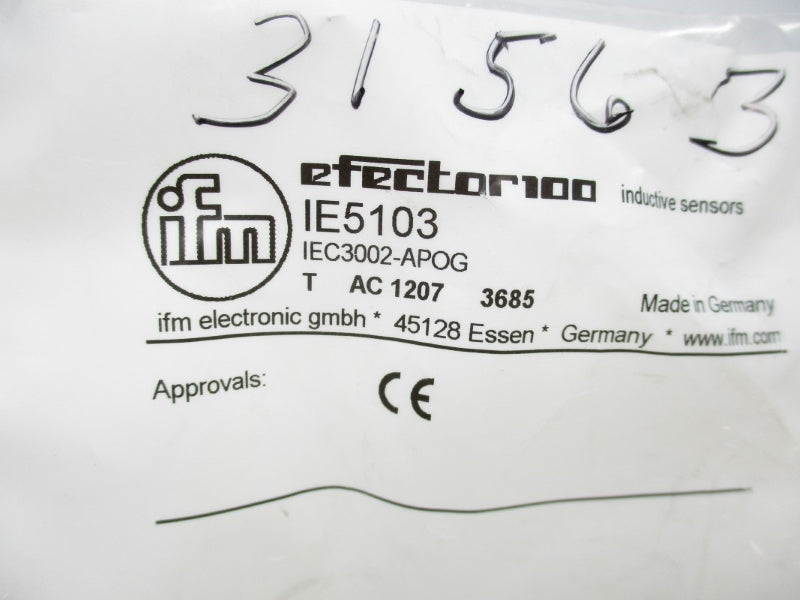 31563
ifm
efector100 inductive sensors
IE5103
IEC3002-APOG
T AC 1207 3685 Made in Germany
ifm electronic gmbh * 45128 Essen * Germany * www.ifm.com
Approvals: CE